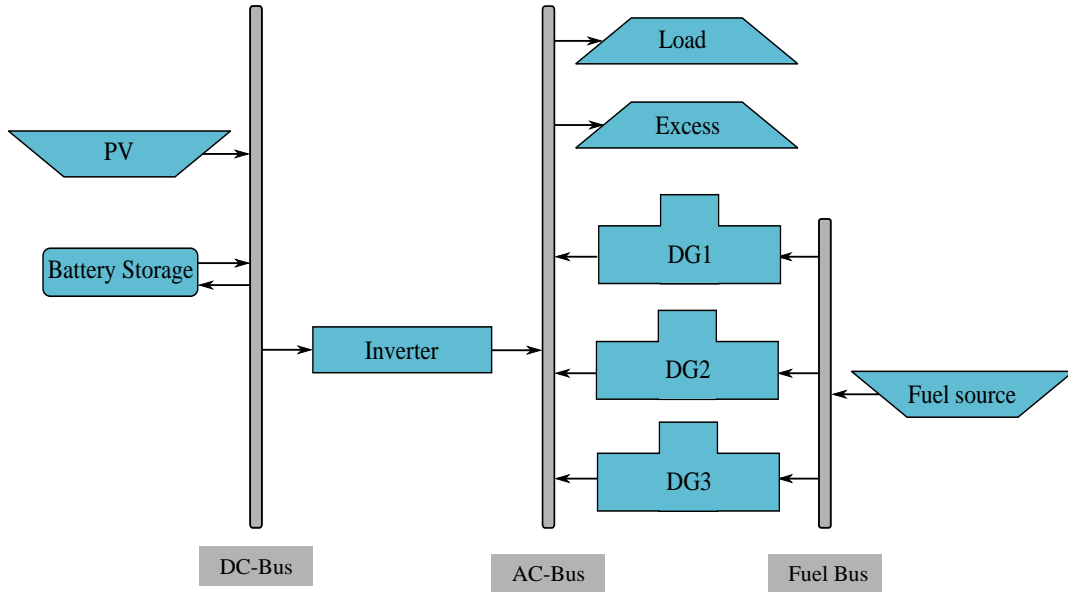 Load
Excess
PV
Battery Storage
DG1
Inverter
DG2
Fuel source
DG3
DC-Bus
AC-Bus
Fuel Bus